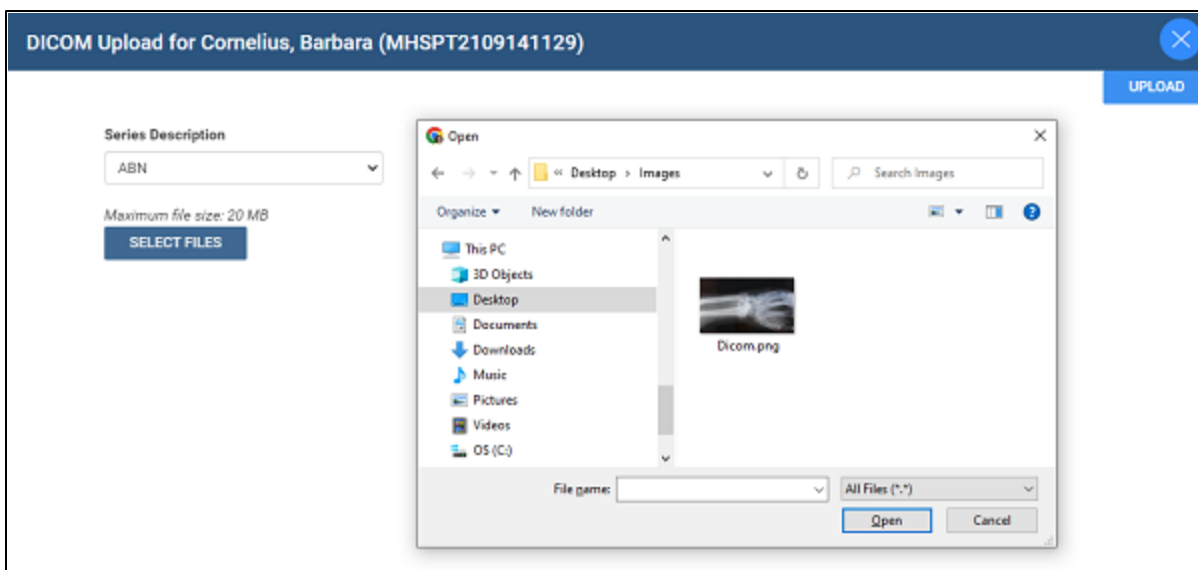 DICOM Upload for Cornelius, Barbara (MHSPT2109141129)
UPLOAD
Series Description
ABN
Maximum file size: 20 MB
SELECT FILES
Open
« Desktop › Images
Search Images
Organize
New folder
This PC
3D Objects
Desktop
Documents
Downloads
Music
Pictures
Videos
OS (C:)
Dicom.png
File name:
All Files (*.*)
Open
Cancel